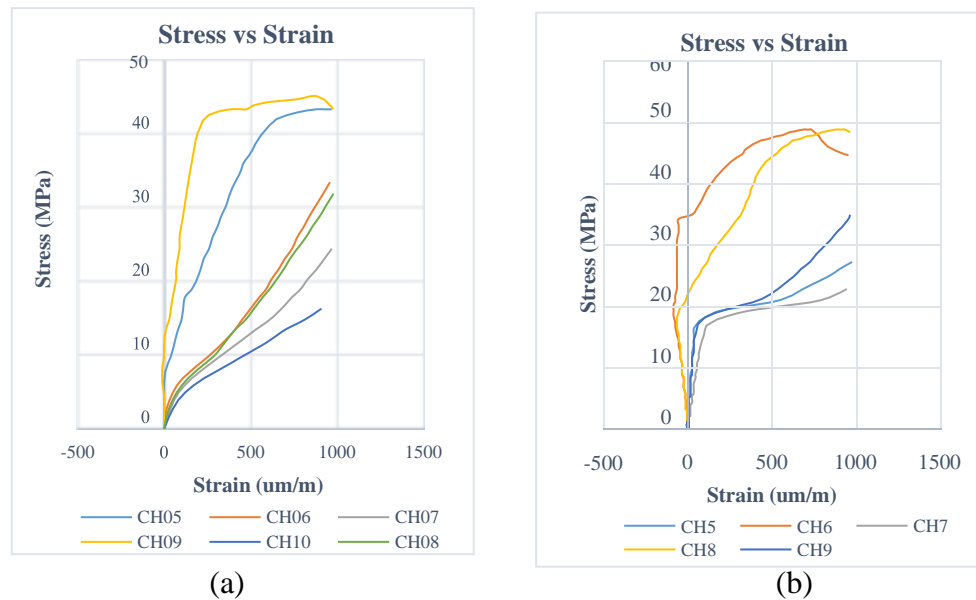 Stress vs Strain
50
40
30
20
10
0
-500 0 500 1000 1500
Stress (MPa)
Strain (um/m)
CH05 CH06 CH07
CH09 CH10 CH08
(a)
Stress vs Strain
60
50
40
30
20
10
0
-500 0 500 1000 1500
Stress (MPa)
Strain (um/m)
CH5 CH6 CH7
CH8 CH9
(b)